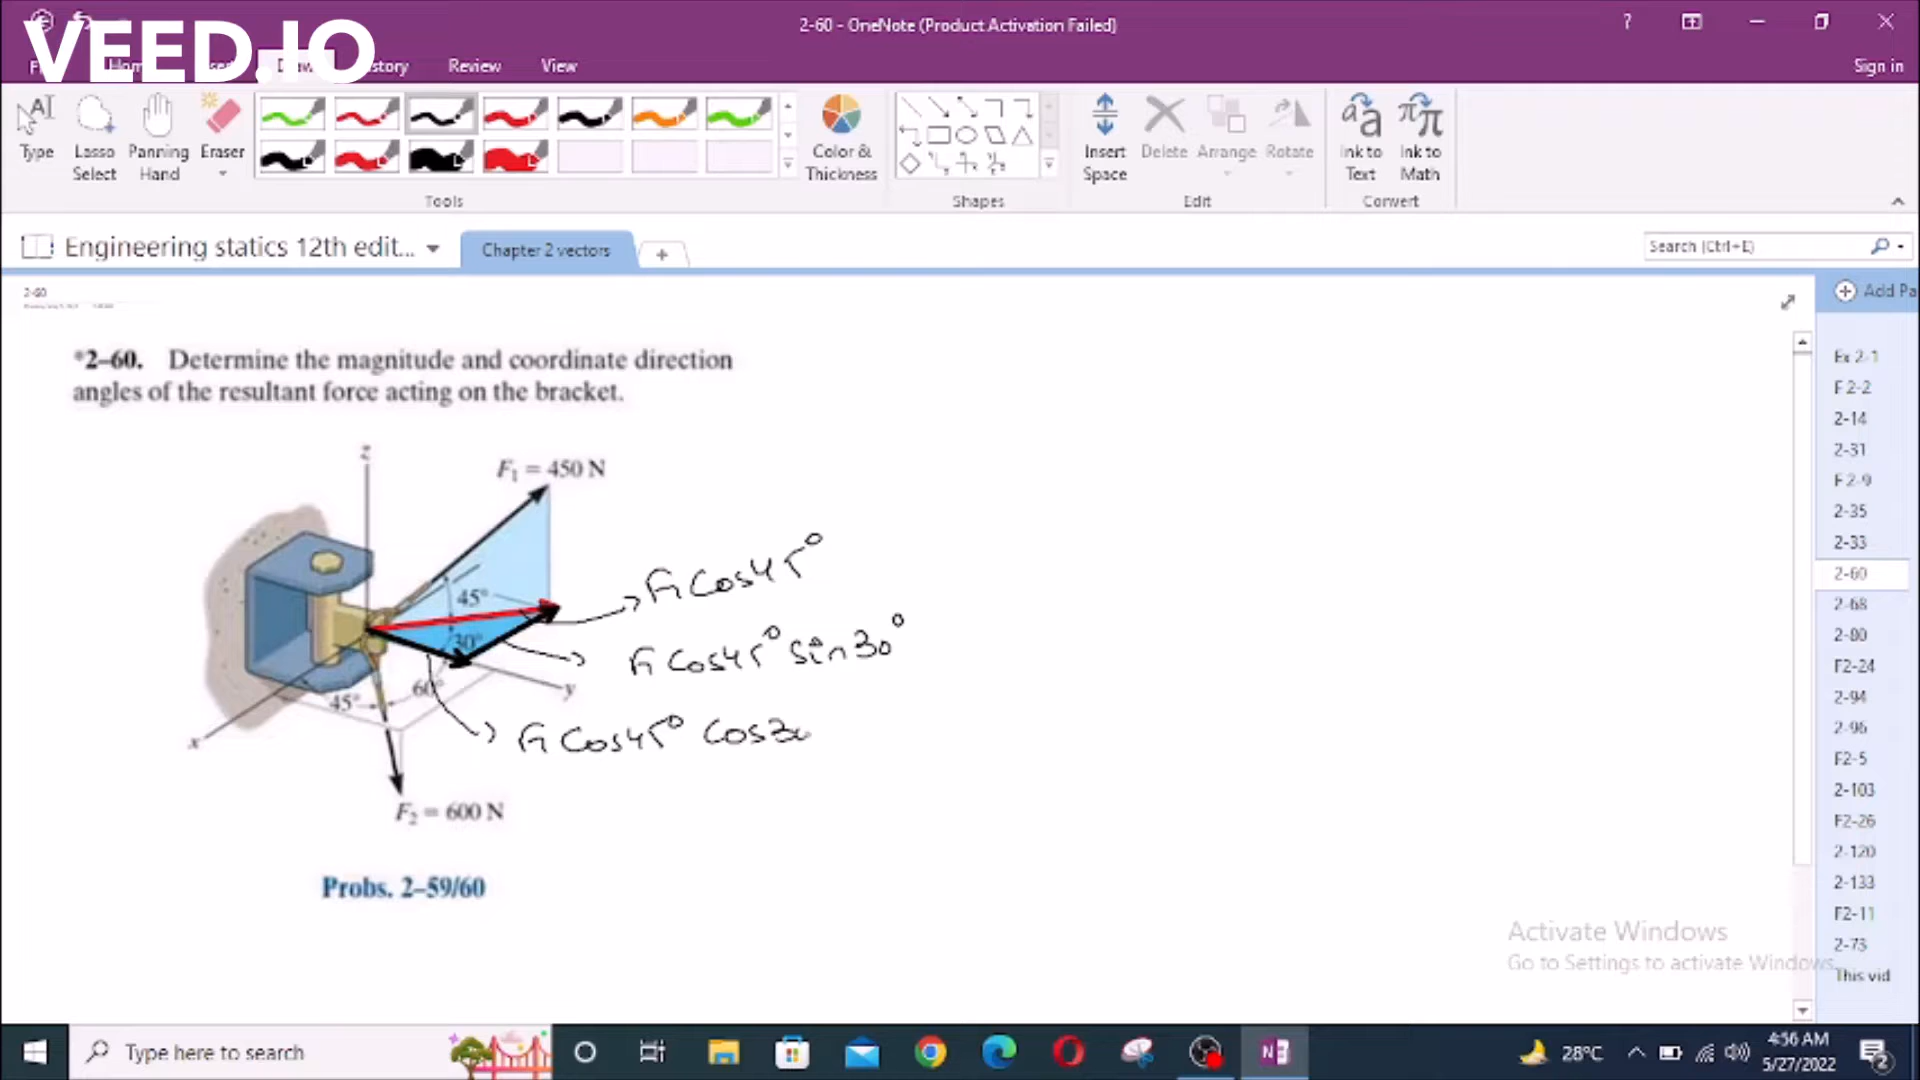 2-60 - OneNote (Product Activation Failed)
?
VEED.IO
Review
View
Sign in
Type
Lasso Select
Panning Hand
Eraser
Color & Thickness
Insert Space
Delete
Arrange
Rotate
Ink to Text
Ink to Math
Tools
Shapes
Edit
Convert
Engineering statics 12th edit...
Chapter 2 vectors
Search (Ctrl+E)
2-60
Add Pa
*2–60. Determine the magnitude and coordinate direction
angles of the resultant force acting on the bracket.
z
F1 = 450 N
45°
30°
F1 Cos45°
F1 Cos45° sin30°
60°
45°
y
x
F1 Cos45° Cos30
F2 = 600 N
Probs. 2–59/60
Ex 2-1
F 2-2
2-14
2-31
F 2-9
2-35
2-33
2-60
2-68
2-80
F2-24
2-94
2-96
F2-5
2-103
F2-26
2-120
2-133
F2-11
2-73
This vid
Activate Windows
Go to Settings to activate Windows.
Type here to search
N
28°C
4:56 AM
5/27/2022
2